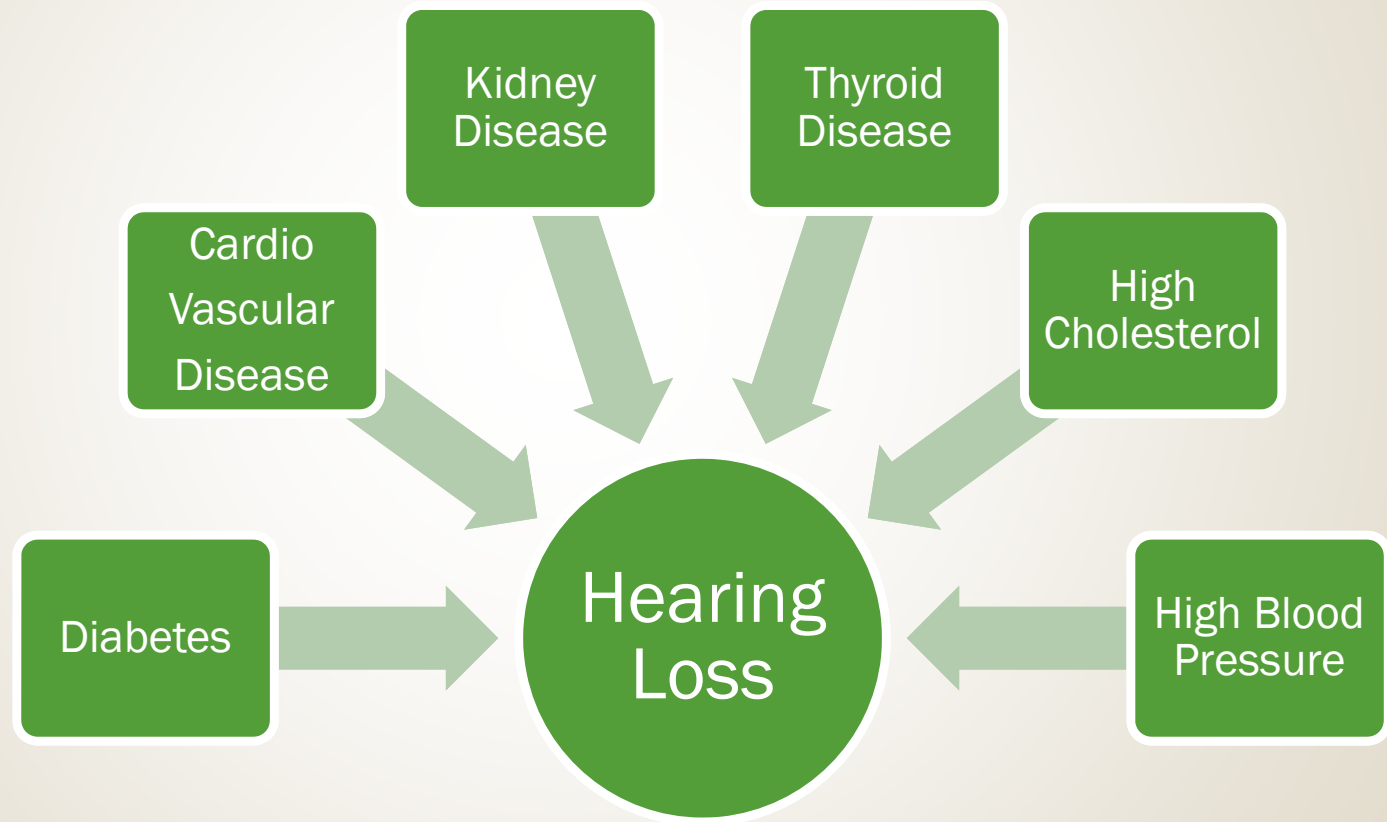 Kidney
Disease
Thyroid
Disease
Cardio
Vascular
Disease
High
Cholesterol
Diabetes
Hearing
Loss
High Blood
Pressure